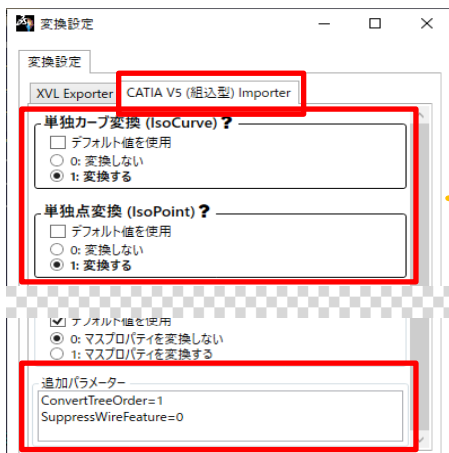 変換設定
変換設定
XVL Exporter CATIA V5 (組込型) Importer
単独カーブ変換 (IsoCurve) ?
デフォルト値を使用
0: 変換しない
1: 変換する
単独点変換 (IsoPoint) ?
デフォルト値を使用
0: 変換しない
1: 変換する
デフォルト値を使用
0: マスプロパティを変換しない
1: マスプロパティを変換する
追加パラメーター
ConvertTreeOrder=1
SuppressWireFeature=0